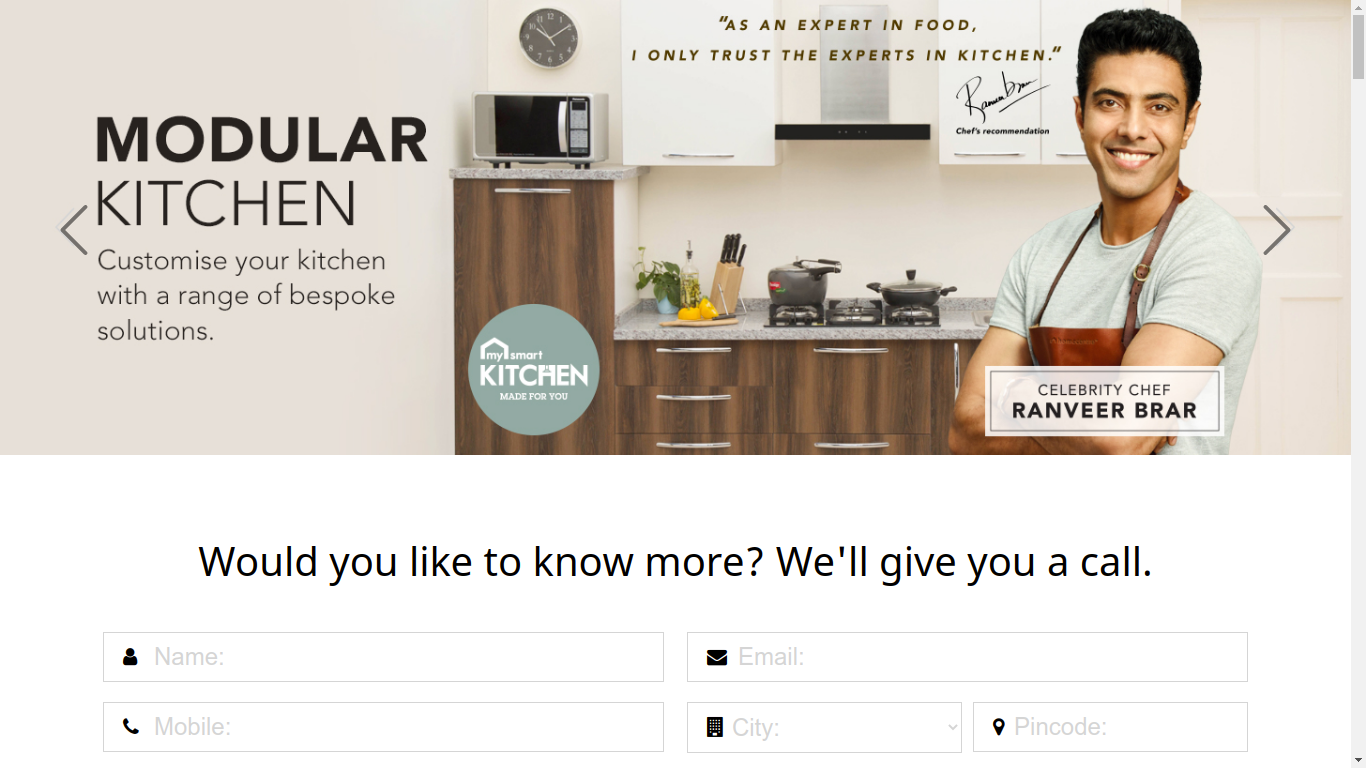 “AS AN EXPERT IN FOOD,
I ONLY TRUST THE EXPERTS IN KITCHEN.“
Chef's recommendation
MODULAR
KITCHEN
Customise your kitchen
with a range of bespoke
solutions.
my smart
KITCHEN
MADE FOR YOU
CELEBRITY CHEF
RANVEER BRAR
Would you like to know more? We'll give you a call.
Name:
Email:
Mobile:
City:
Pincode: